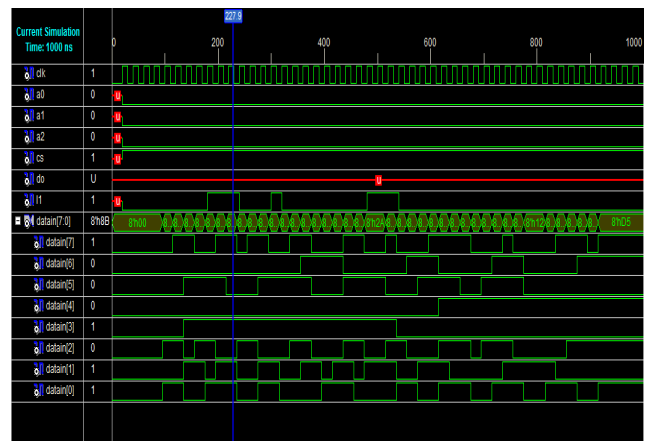 227.9
Current Simulation
Time: 1000 ns
0 200 400 600 800 1000
clk 1
a0 0 U
a1 0 U
a2 0 U
cs 1 U
do U U
l1 1 U
datain[7:0] 8'h8B 8'h00 8... 8'h2A 8... 8'h12 8... 8'hD5
datain[7] 1
datain[6] 0
datain[5] 0
datain[4] 0
datain[3] 1
datain[2] 0
datain[1] 1
datain[0] 1